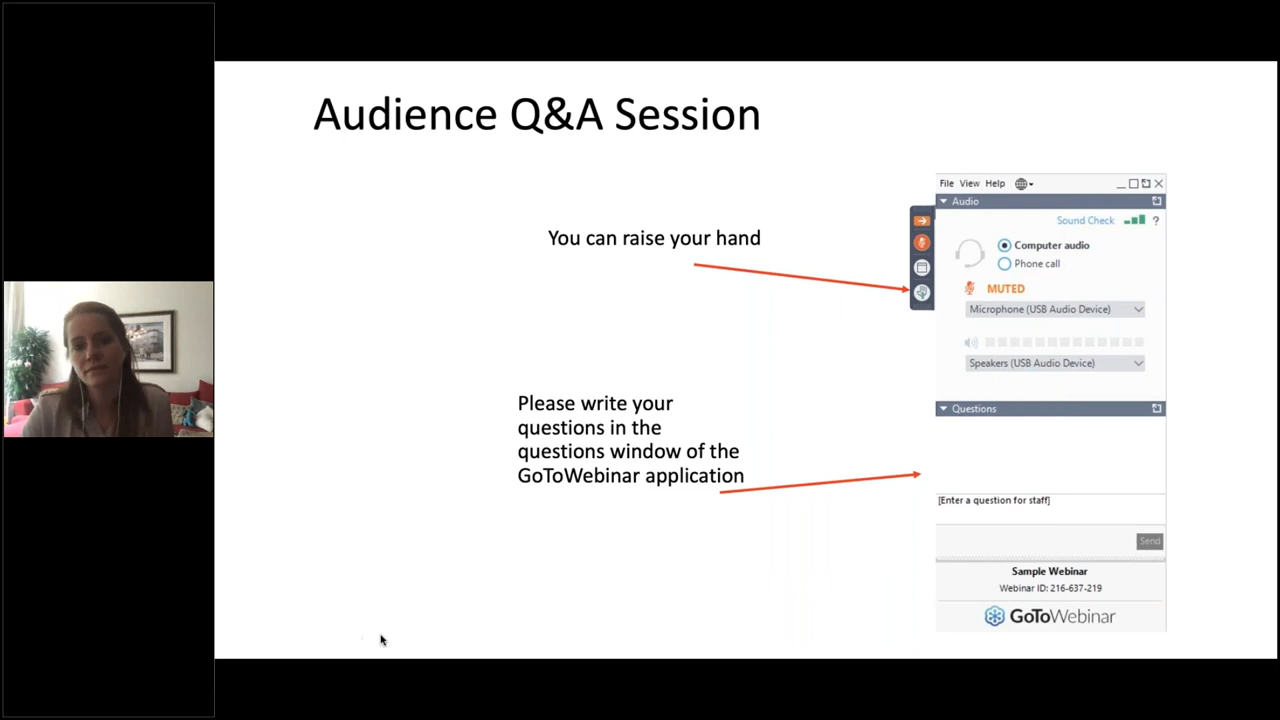 Audience Q&A Session
You can raise your hand
Please write your
questions in the
questions window of the
GoToWebinar application
File View Help
Audio
Sound Check ?
Computer audio
Phone call
MUTED
Microphone (USB Audio Device)
Speakers (USB Audio Device)
Questions
[Enter a question for staff]
Send
Sample Webinar
Webinar ID: 216-637-219
GoToWebinar